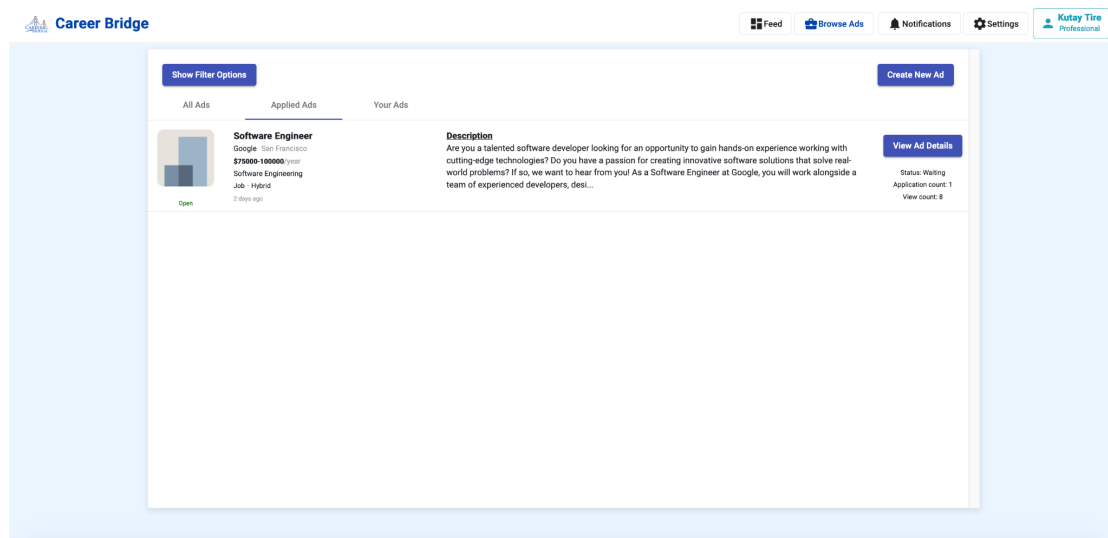 CAREER
BRIDGE
Career Bridge
Feed
Browse Ads
Notifications
Settings
Kutay Tire
Professional
Show Filter Options
Create New Ad
All Ads
Applied Ads
Your Ads
Software Engineer
Google San Francisco
$75000-100000/year
Software Engineering
Job - Hybrid
2 days ago
Open
Description
Are you a talented software developer looking for an opportunity to gain hands-on experience working with
cutting-edge technologies? Do you have a passion for creating innovative software solutions that solve real-
world problems? If so, we want to hear from you! As a Software Engineer at Google, you will work alongside a
team of experienced developers, desi...
View Ad Details
Status: Waiting
Application count: 1
View count: 8